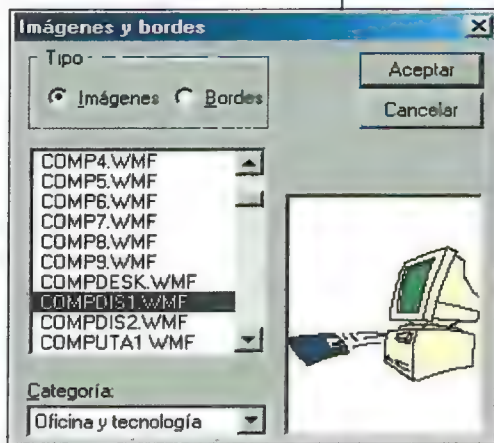 Imágenes y bordes
Tipo
Imágenes Bordes
Aceptar
Cancelar
COMP4.WMF
COMP5.WMF
COMP6.WMF
COMP7.WMF
COMP8.WMF
COMP9.WMF
COMPDESK.WMF
COMPDIS1.WMF
COMPDIS2.WMF
COMPUTA1.WMF
Categoría:
Oficina y tecnología